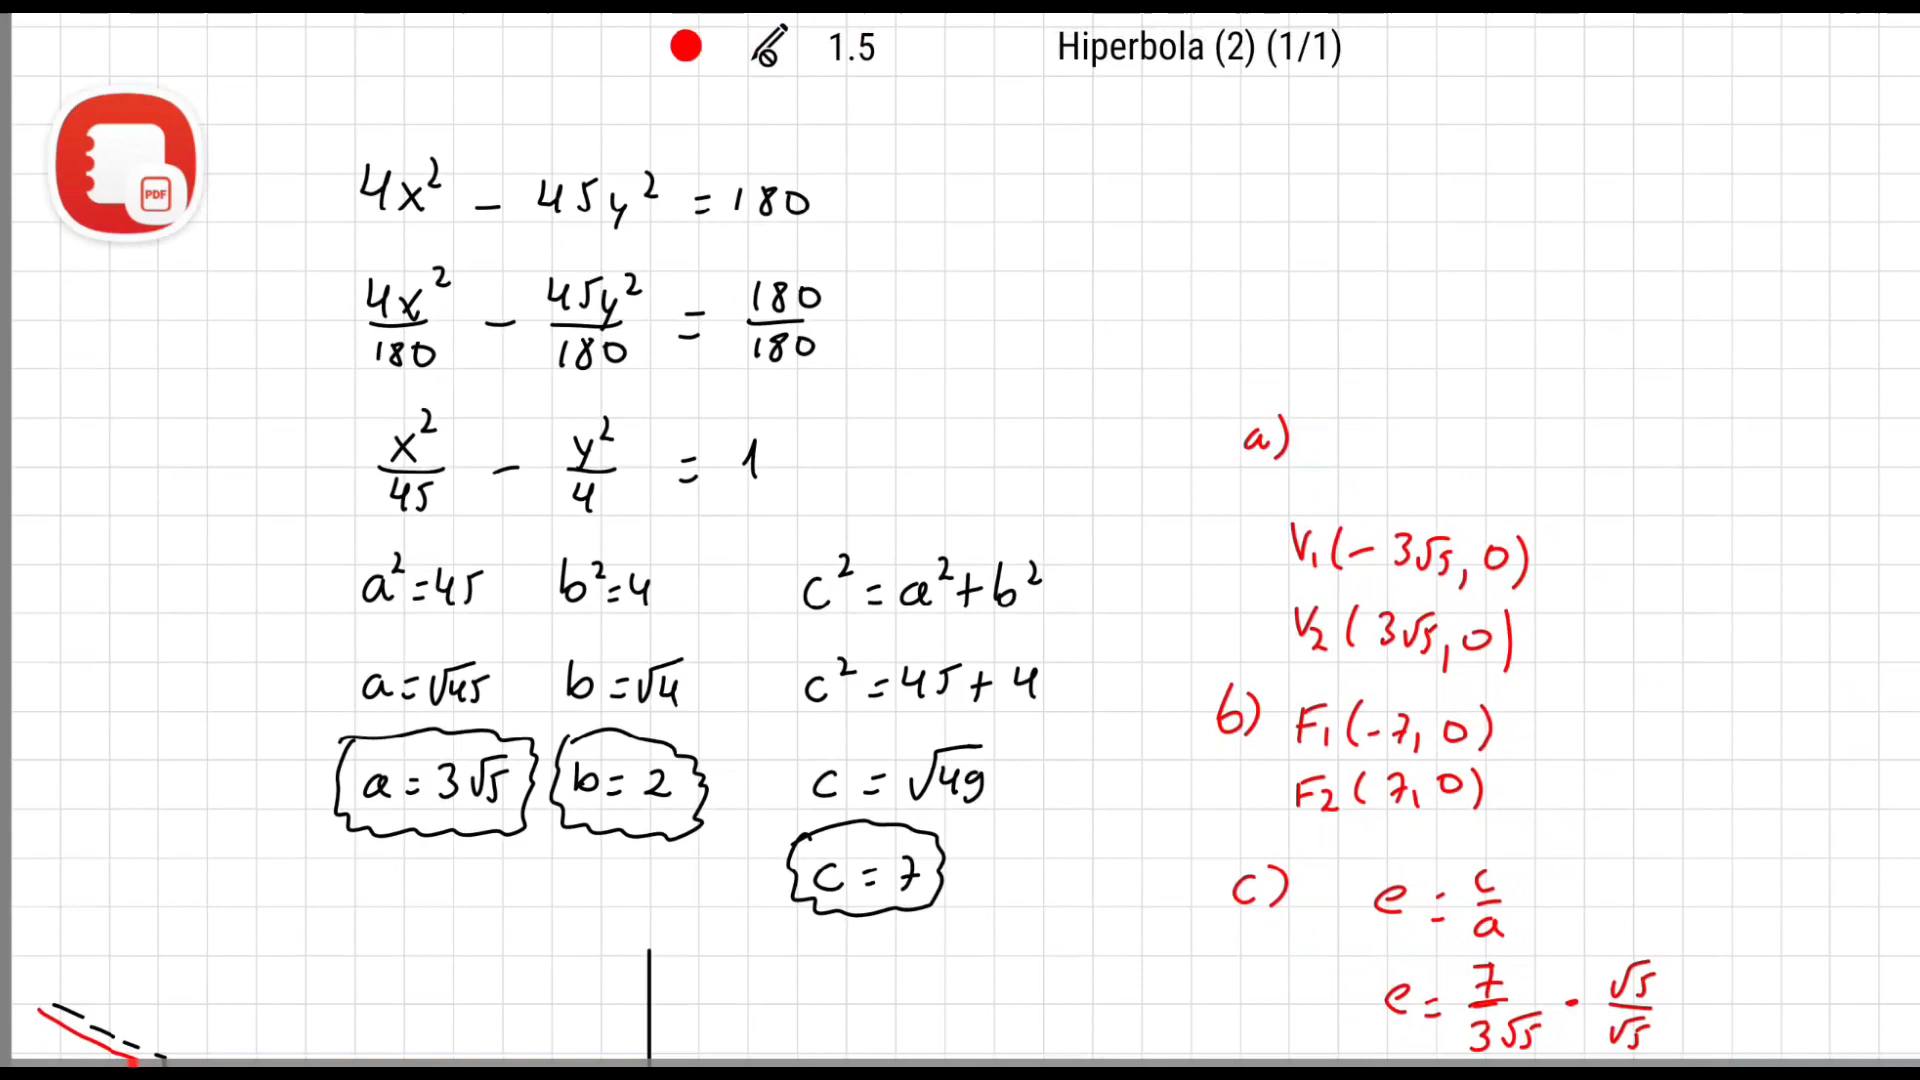 1.5 Hiperbola (2) (1/1)
PDF
4x² - 45y² = 180
4x²/180 - 45y²/180 = 180/180
x²/45 - y²/4 = 1
a²=45 b²=4 c² = a²+b²
a=√45 b=√4 c² = 45+4
a=3√5 b=2 c = √49
c = 7
a)
V₁(-3√5, 0)
V₂(3√5, 0)
b) F₁(-7, 0)
F₂(7, 0)
c) e = c/a
e = 7/3√5 · √5/√5